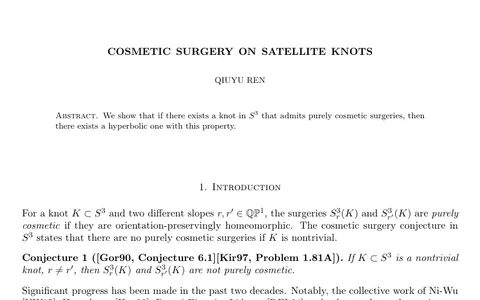 COSMETIC SURGERY ON SATELLITE KNOTS
QIUYU REN
Abstract. We show that if there exists a knot in S³ that admits purely cosmetic surgeries, then
there exists a hyperbolic one with this property.
1. Introduction
For a knot K ⊂ S³ and two different slopes r, r′ ∈ ℚℙ¹, the surgeries S³ᵣ(K) and S³ᵣ′(K) are purely
cosmetic if they are orientation-preservingly homeomorphic. The cosmetic surgery conjecture in
S³ states that there are no purely cosmetic surgeries if K is nontrivial.
Conjecture 1 ([Gor90, Conjecture 6.1][Kir97, Problem 1.81A]). If K ⊂ S³ is a nontrivial
knot, r ≠ r′, then S³ᵣ(K) and S³ᵣ′(K) are not purely cosmetic.
Significant progress has been made in the past two decades. Notably, the collective work of Ni-Wu